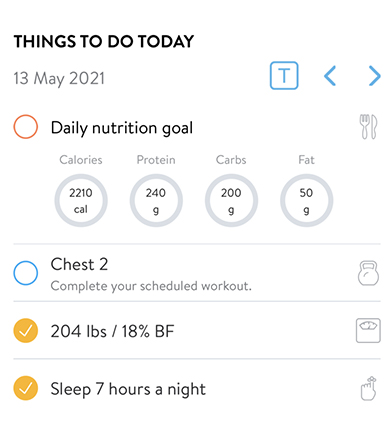 THINGS TO DO TODAY
13 May 2021 T
Daily nutrition goal
Calories Protein Carbs Fat
2210 240 200 50
cal g g g
Chest 2
Complete your scheduled workout.
204 lbs / 18% BF
Sleep 7 hours a night